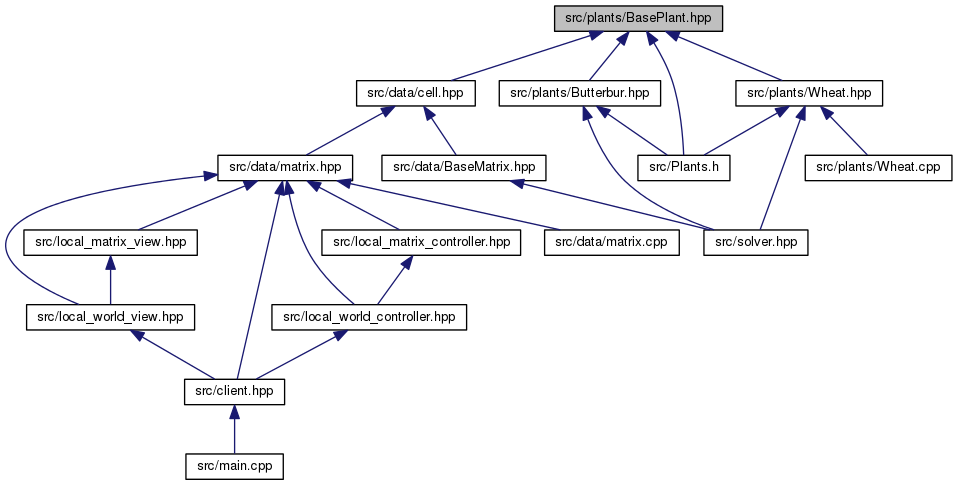 src/plants/BasePlant.hpp
src/data/cell.hpp
src/plants/Butterbur.hpp
src/plants/Wheat.hpp
src/data/matrix.hpp
src/data/BaseMatrix.hpp
src/Plants.h
src/plants/Wheat.cpp
src/local_matrix_view.hpp
src/local_matrix_controller.hpp
src/data/matrix.cpp
src/solver.hpp
src/local_world_view.hpp
src/local_world_controller.hpp
src/client.hpp
src/main.cpp